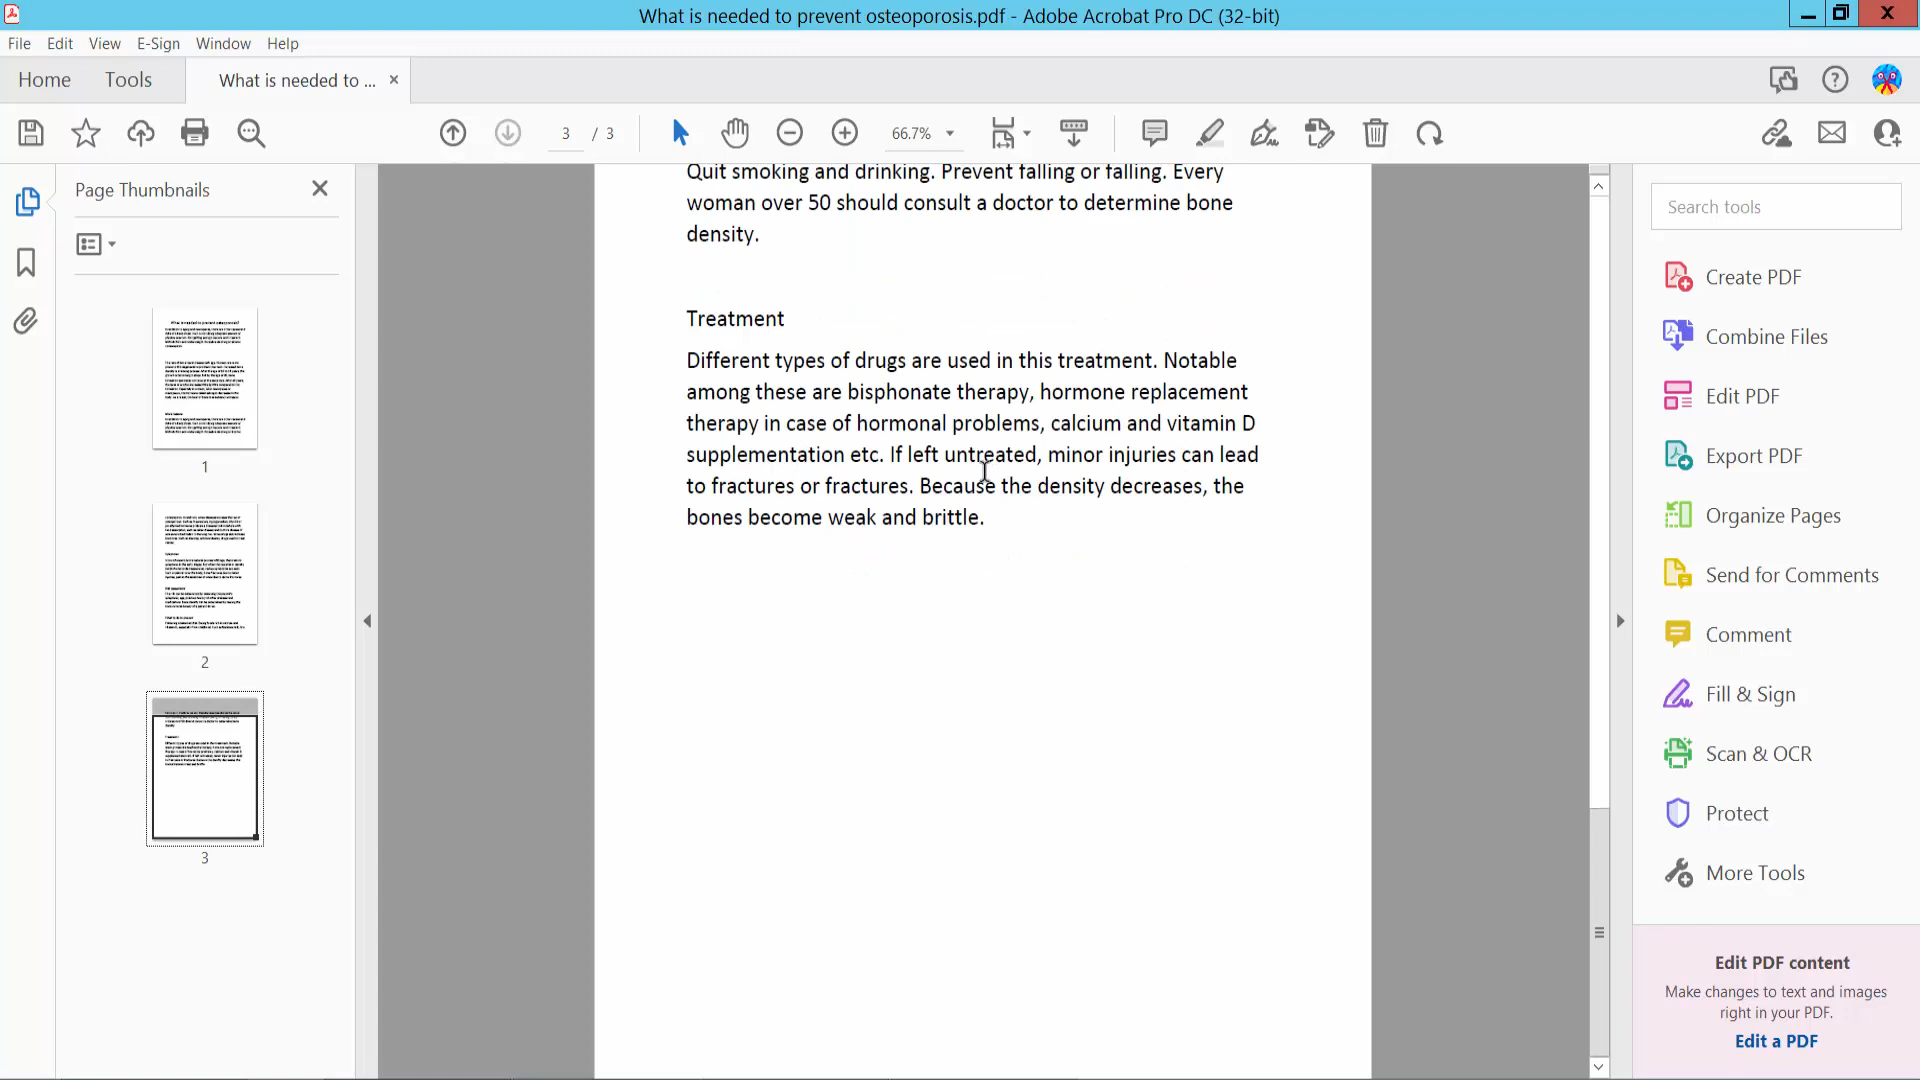 What is needed to prevent osteoporosis.pdf - Adobe Acrobat Pro DC (32-bit)
File Edit View E-Sign Window Help
Home Tools What is needed to ...
3 / 3 66.7%
Page Thumbnails
1
2
3
Quit smoking and drinking. Prevent falling or falling. Every
woman over 50 should consult a doctor to determine bone
density.
Treatment
Different types of drugs are used in this treatment. Notable
among these are bisphonate therapy, hormone replacement
therapy in case of hormonal problems, calcium and vitamin D
supplementation etc. If left untreated, minor injuries can lead
to fractures or fractures. Because the density decreases, the
bones become weak and brittle.
Search tools
Create PDF
Combine Files
Edit PDF
Export PDF
Organize Pages
Send for Comments
Comment
Fill & Sign
Scan & OCR
Protect
More Tools
Edit PDF content
Make changes to text and images
right in your PDF.
Edit a PDF